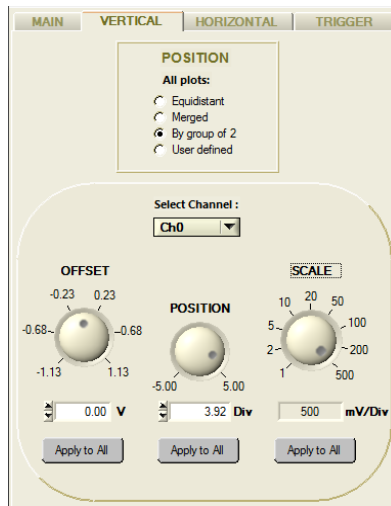 MAIN VERTICAL HORIZONTAL TRIGGER
POSITION
All plots:
Equidistant
Merged
By group of 2
User defined
Select Channel :
Ch0
OFFSET
-0.23 0.23
-0.68 -0.68
-1.13 1.13
0.00 V
Apply to All
POSITION
-5.00 5.00
3.92 Div
Apply to All
SCALE
10 20 50
5 100
2 200
1 500
500 mV/Div
Apply to All